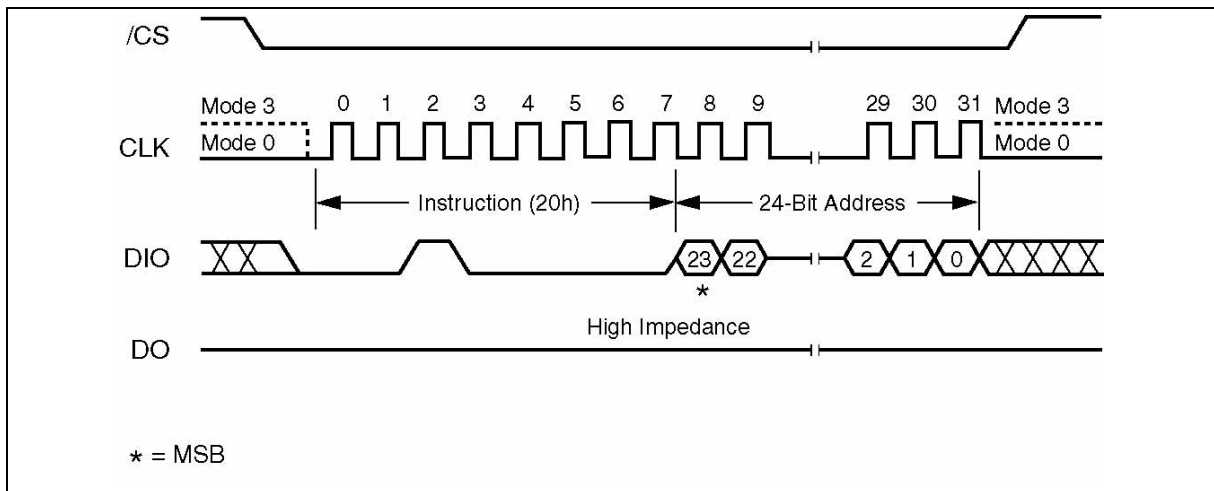 /CS
Mode 3 0 1 2 3 4 5 6 7 8 9 29 30 31 Mode 3
CLK Mode 0 Mode 0
Instruction (20h) 24-Bit Address
DIO 23 22 2 1 0
*
High Impedance
DO
* = MSB